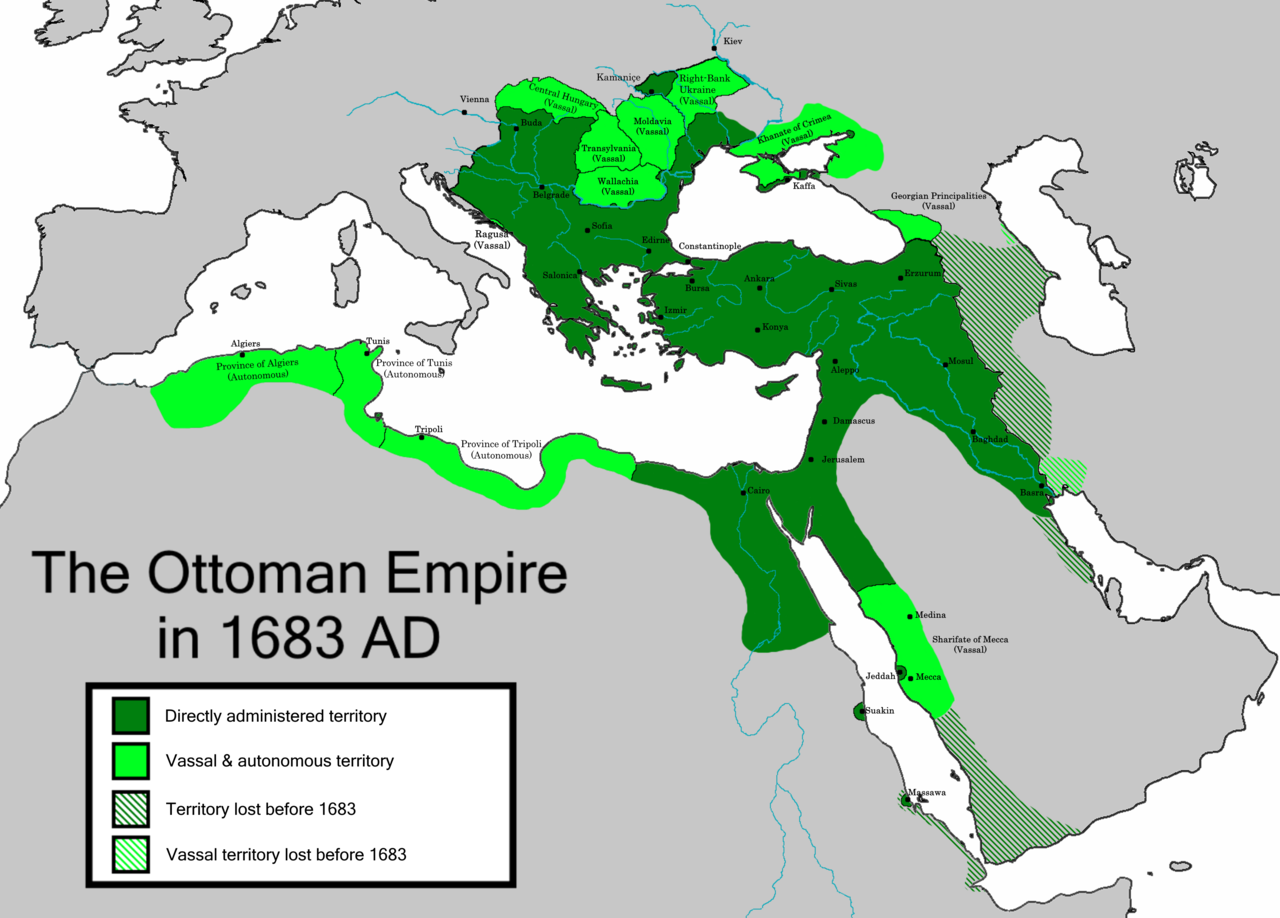 Kiev
Kamaniçe
Right-Bank
Ukraine
(Vassal)
Vienna
Central Hungary
(Vassal)
Buda
Moldavia
(Vassal)
Khanate of Crimea
(Vassal)
Transylvania
(Vassal)
Wallachia
(Vassal)
Kaffa
Belgrade
Georgian Principalities
(Vassal)
Ragusa
(Vassal)
Sofia
Edirne
Constantinople
Salonica
Bursa
Ankara
Sivas
Erzurum
Izmir
Konya
Algiers
Tunis
Province of Algiers
(Autonomous)
Province of Tunis
(Autonomous)
Aleppo
Mosul
Tripoli
Province of Tripoli
(Autonomous)
Damascus
Baghdad
Jerusalem
Cairo
Basra
The Ottoman Empire
in 1683 AD
Medina
Sharifate of Mecca
(Vassal)
Jeddah
Mecca
Suakin
Massawa
Directly administered territory
Vassal & autonomous territory
Territory lost before 1683
Vassal territory lost before 1683